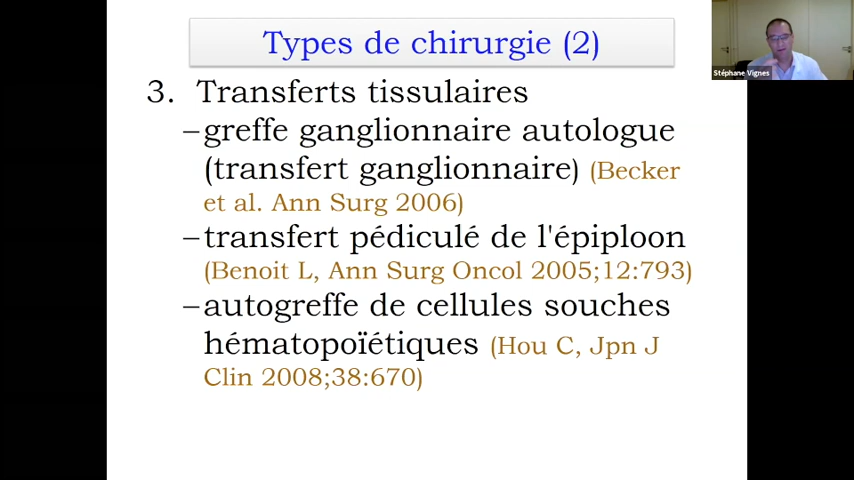 Types de chirurgie (2)
Stéphane Vignes
3. Transferts tissulaires
–greffe ganglionnaire autologue
(transfert ganglionnaire) (Becker
et al. Ann Surg 2006)
–transfert pédiculé de l'épiploon
(Benoit L, Ann Surg Oncol 2005;12:793)
–autogreffe de cellules souches
hématopoïétiques (Hou C, Jpn J
Clin 2008;38:670)